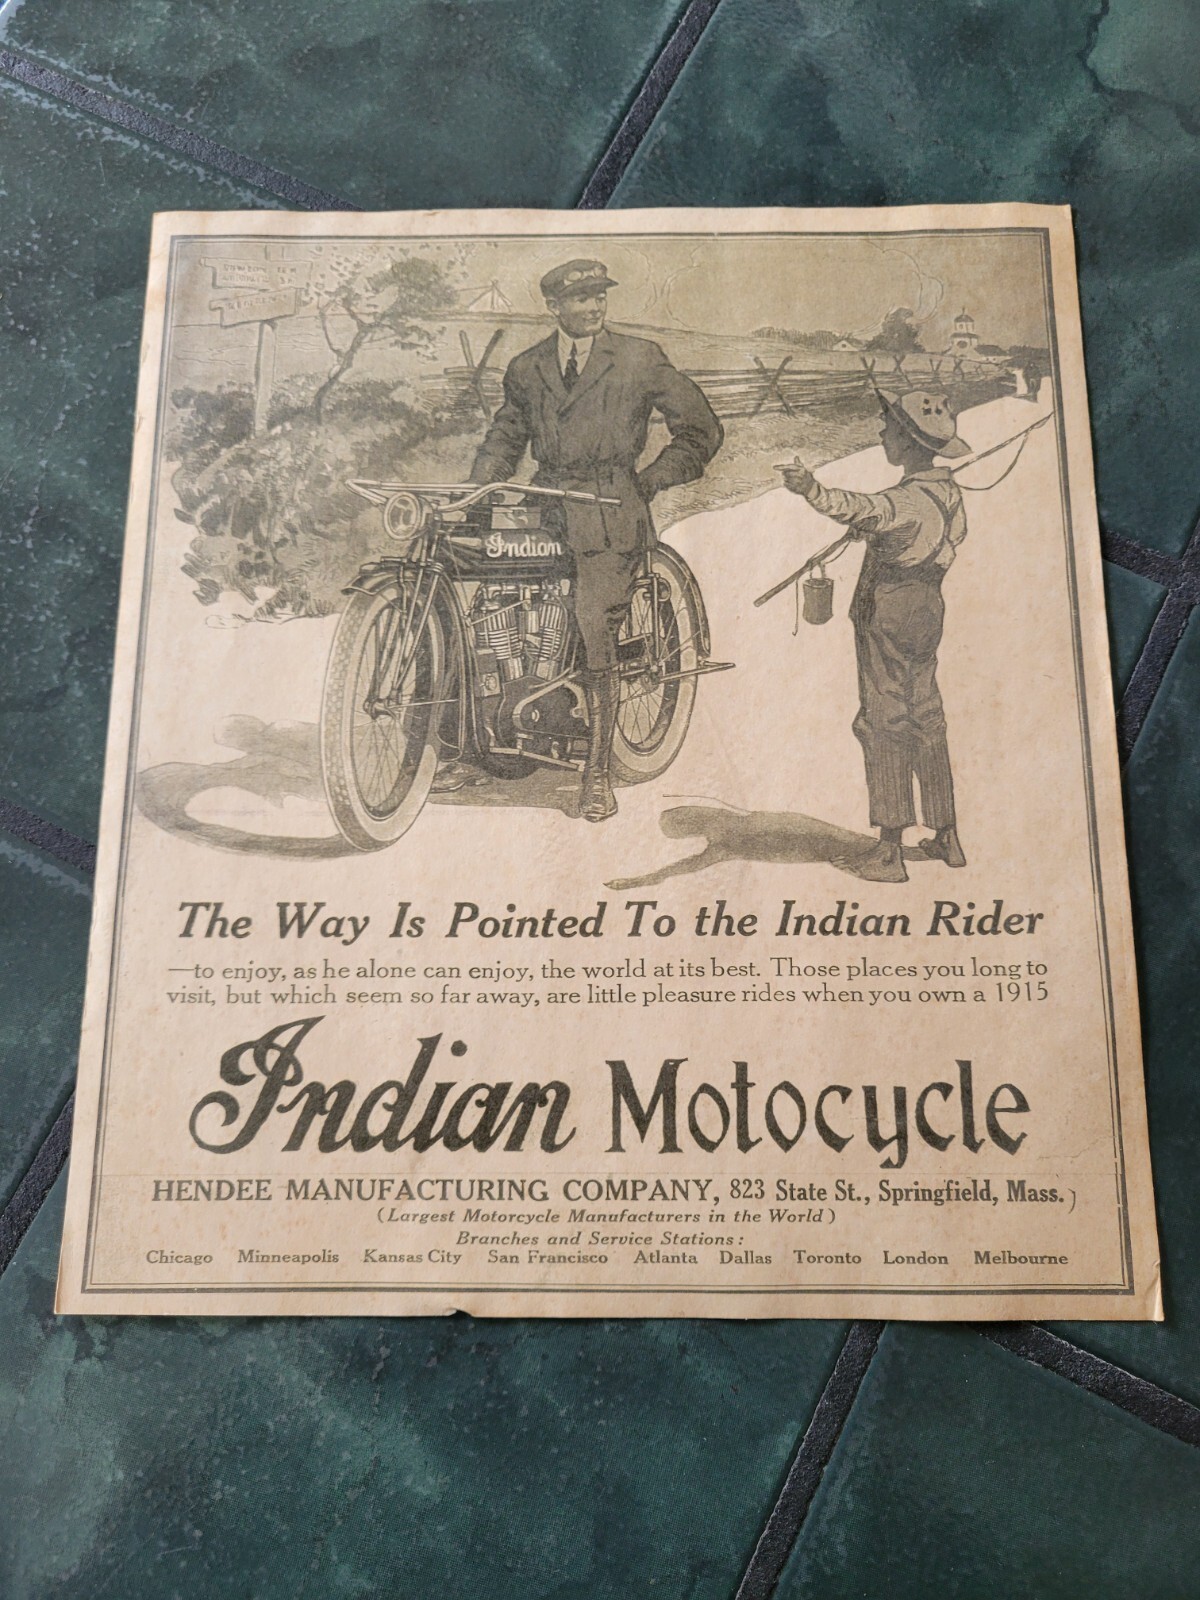 Indian
The Way Is Pointed To the Indian Rider
—to enjoy, as he alone can enjoy, the world at its best. Those places you long to
visit, but which seem so far away, are little pleasure rides when you own a 1915
Indian Motocycle
HENDEE MANUFACTURING COMPANY, 823 State St., Springfield, Mass.
(Largest Motorcycle Manufacturers in the World)
Branches and Service Stations:
Chicago Minneapolis Kansas City San Francisco Atlanta Dallas Toronto London Melbourne